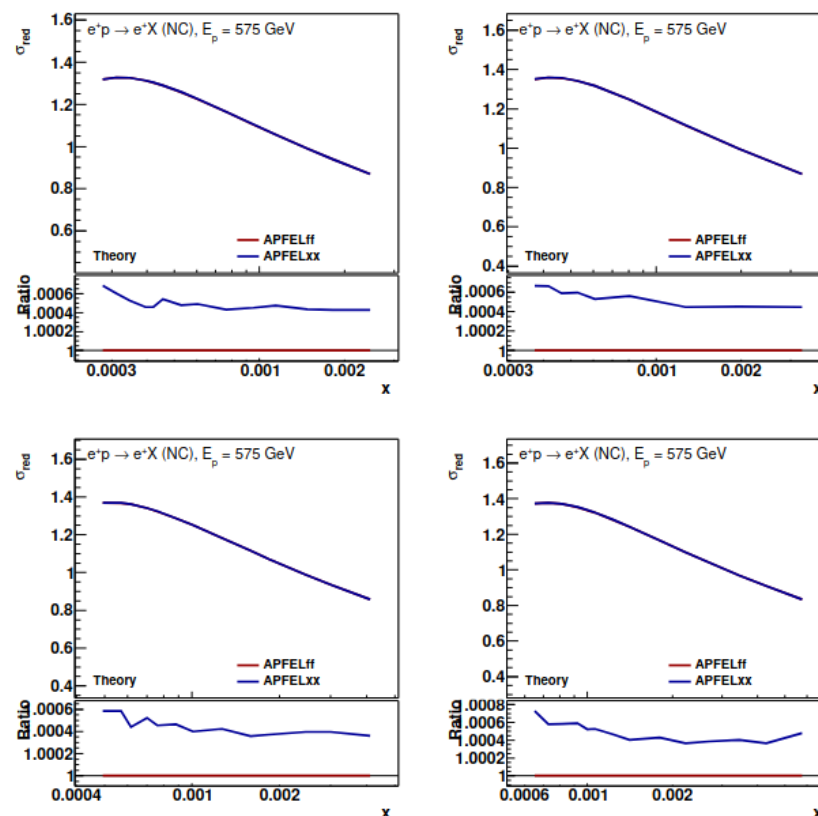 e⁺p → e⁺X (NC), E_p = 575 GeV
σ_red
1.6
1.4
1.2
1
0.8
0.6
APFELff
Theory
APFELxx
Ratio
.0006
1.0004
1.0002
1
0.0003
0.001
0.002
x
e⁺p → e⁺X (NC), E_p = 575 GeV
σ_red
1.6
1.4
1.2
1
0.8
0.6
0.4
APFELff
Theory
APFELxx
Ratio
.0006
1.0004
1.0002
1
0.0003
0.001
0.002
x
e⁺p → e⁺X (NC), E_p = 575 GeV
σ_red
1.6
1.4
1.2
1
0.8
0.6
0.4
APFELff
Theory
APFELxx
Ratio
.0006
1.0004
1.0002
1
0.0004
0.001
0.002
x
e⁺p → e⁺X (NC), E_p = 575 GeV
σ_red
1.6
1.4
1.2
1
0.8
0.6
0.4
APFELff
Theory
APFELxx
Ratio
.0008
1.0006
1.0004
1.0002
1
0.0006
0.001
0.002
x